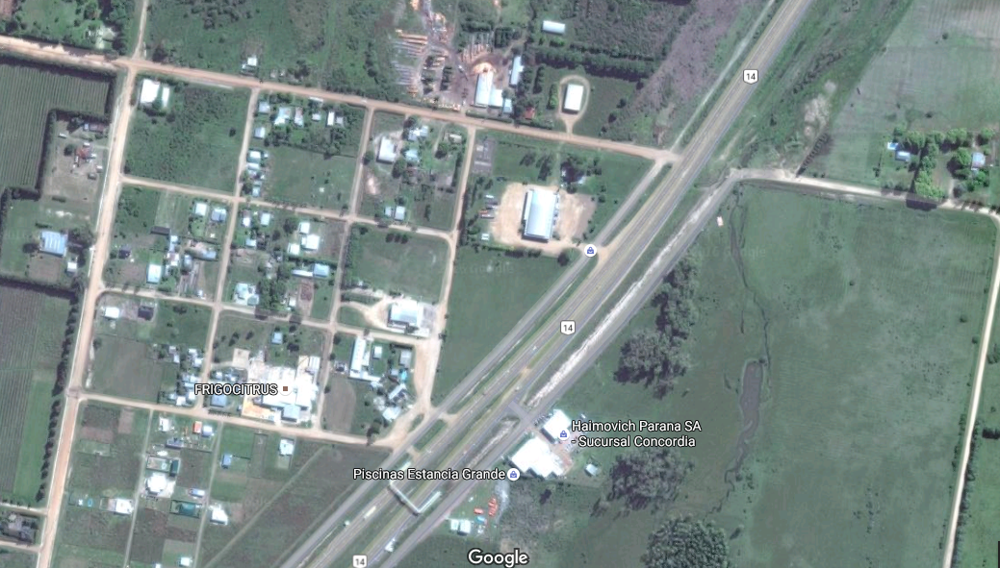 14
14
FRIGOCITRUS
Haimovich Parana SA
- Sucursal Concordia
Piscinas Estancia Grande
Google
14